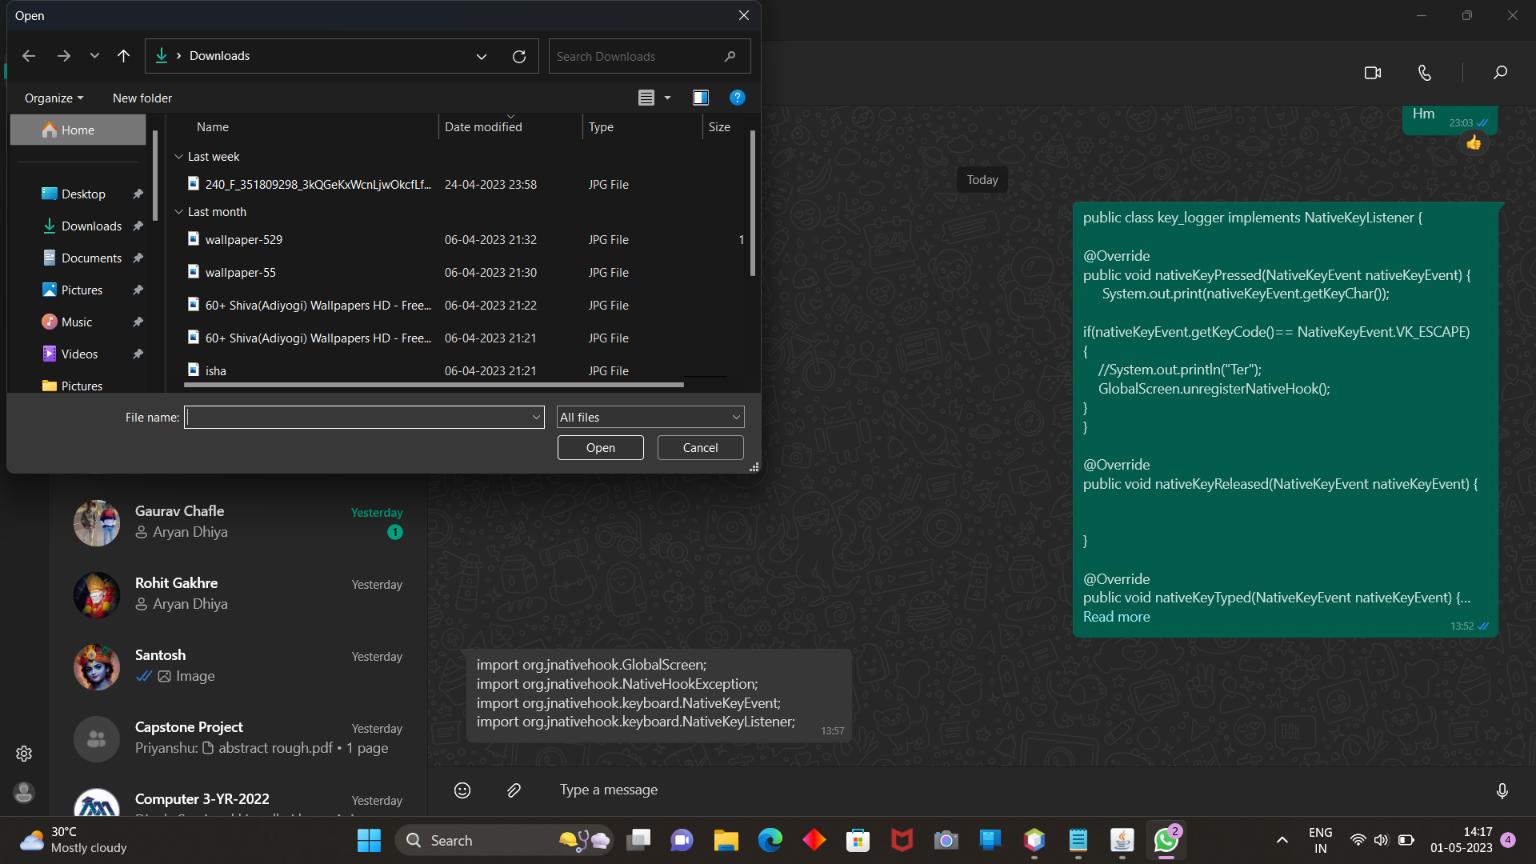 Open
Downloads
Search Downloads
Organize
New folder
Home
Desktop
Downloads
Documents
Pictures
Music
Videos
Pictures
Name
Date modified
Type
Size
Last week
240_F_351809298_3kQGeKxWcnLjwOkcfLf... 24-04-2023 23:58 JPG File
Last month
wallpaper-529 06-04-2023 21:32 JPG File 1
wallpaper-55 06-04-2023 21:30 JPG File
60+ Shiva(Adiyogi) Wallpapers HD - Free... 06-04-2023 21:22 JPG File
60+ Shiva(Adiyogi) Wallpapers HD - Free... 06-04-2023 21:21 JPG File
isha 06-04-2023 21:21 JPG File
File name:
All files
Open
Cancel
Gaurav Chafle Yesterday
Aryan Dhiya 1
Rohit Gakhre Yesterday
Aryan Dhiya
Santosh Yesterday
Image
Capstone Project Yesterday
Priyanshu: abstract rough.pdf • 1 page
Computer 3-YR-2022 Yesterday
Hm
23:03
Today
public class key_logger implements NativeKeyListener {
@Override
public void nativeKeyPressed(NativeKeyEvent nativeKeyEvent) {
System.out.print(nativeKeyEvent.getKeyChar());
if(nativeKeyEvent.getKeyCode()== NativeKeyEvent.VK_ESCAPE)
{
//System.out.println("Ter");
GlobalScreen.unregisterNativeHook();
}
}
@Override
public void nativeKeyReleased(NativeKeyEvent nativeKeyEvent) {
}
@Override
public void nativeKeyTyped(NativeKeyEvent nativeKeyEvent) {...
Read more
13:52
import org.jnativehook.GlobalScreen;
import org.jnativehook.NativeHookException;
import org.jnativehook.keyboard.NativeKeyEvent;
import org.jnativehook.keyboard.NativeKeyListener;
13:57
Type a message
30°C
Mostly cloudy
Search
2
ENG
IN
14:17
01-05-2023
4